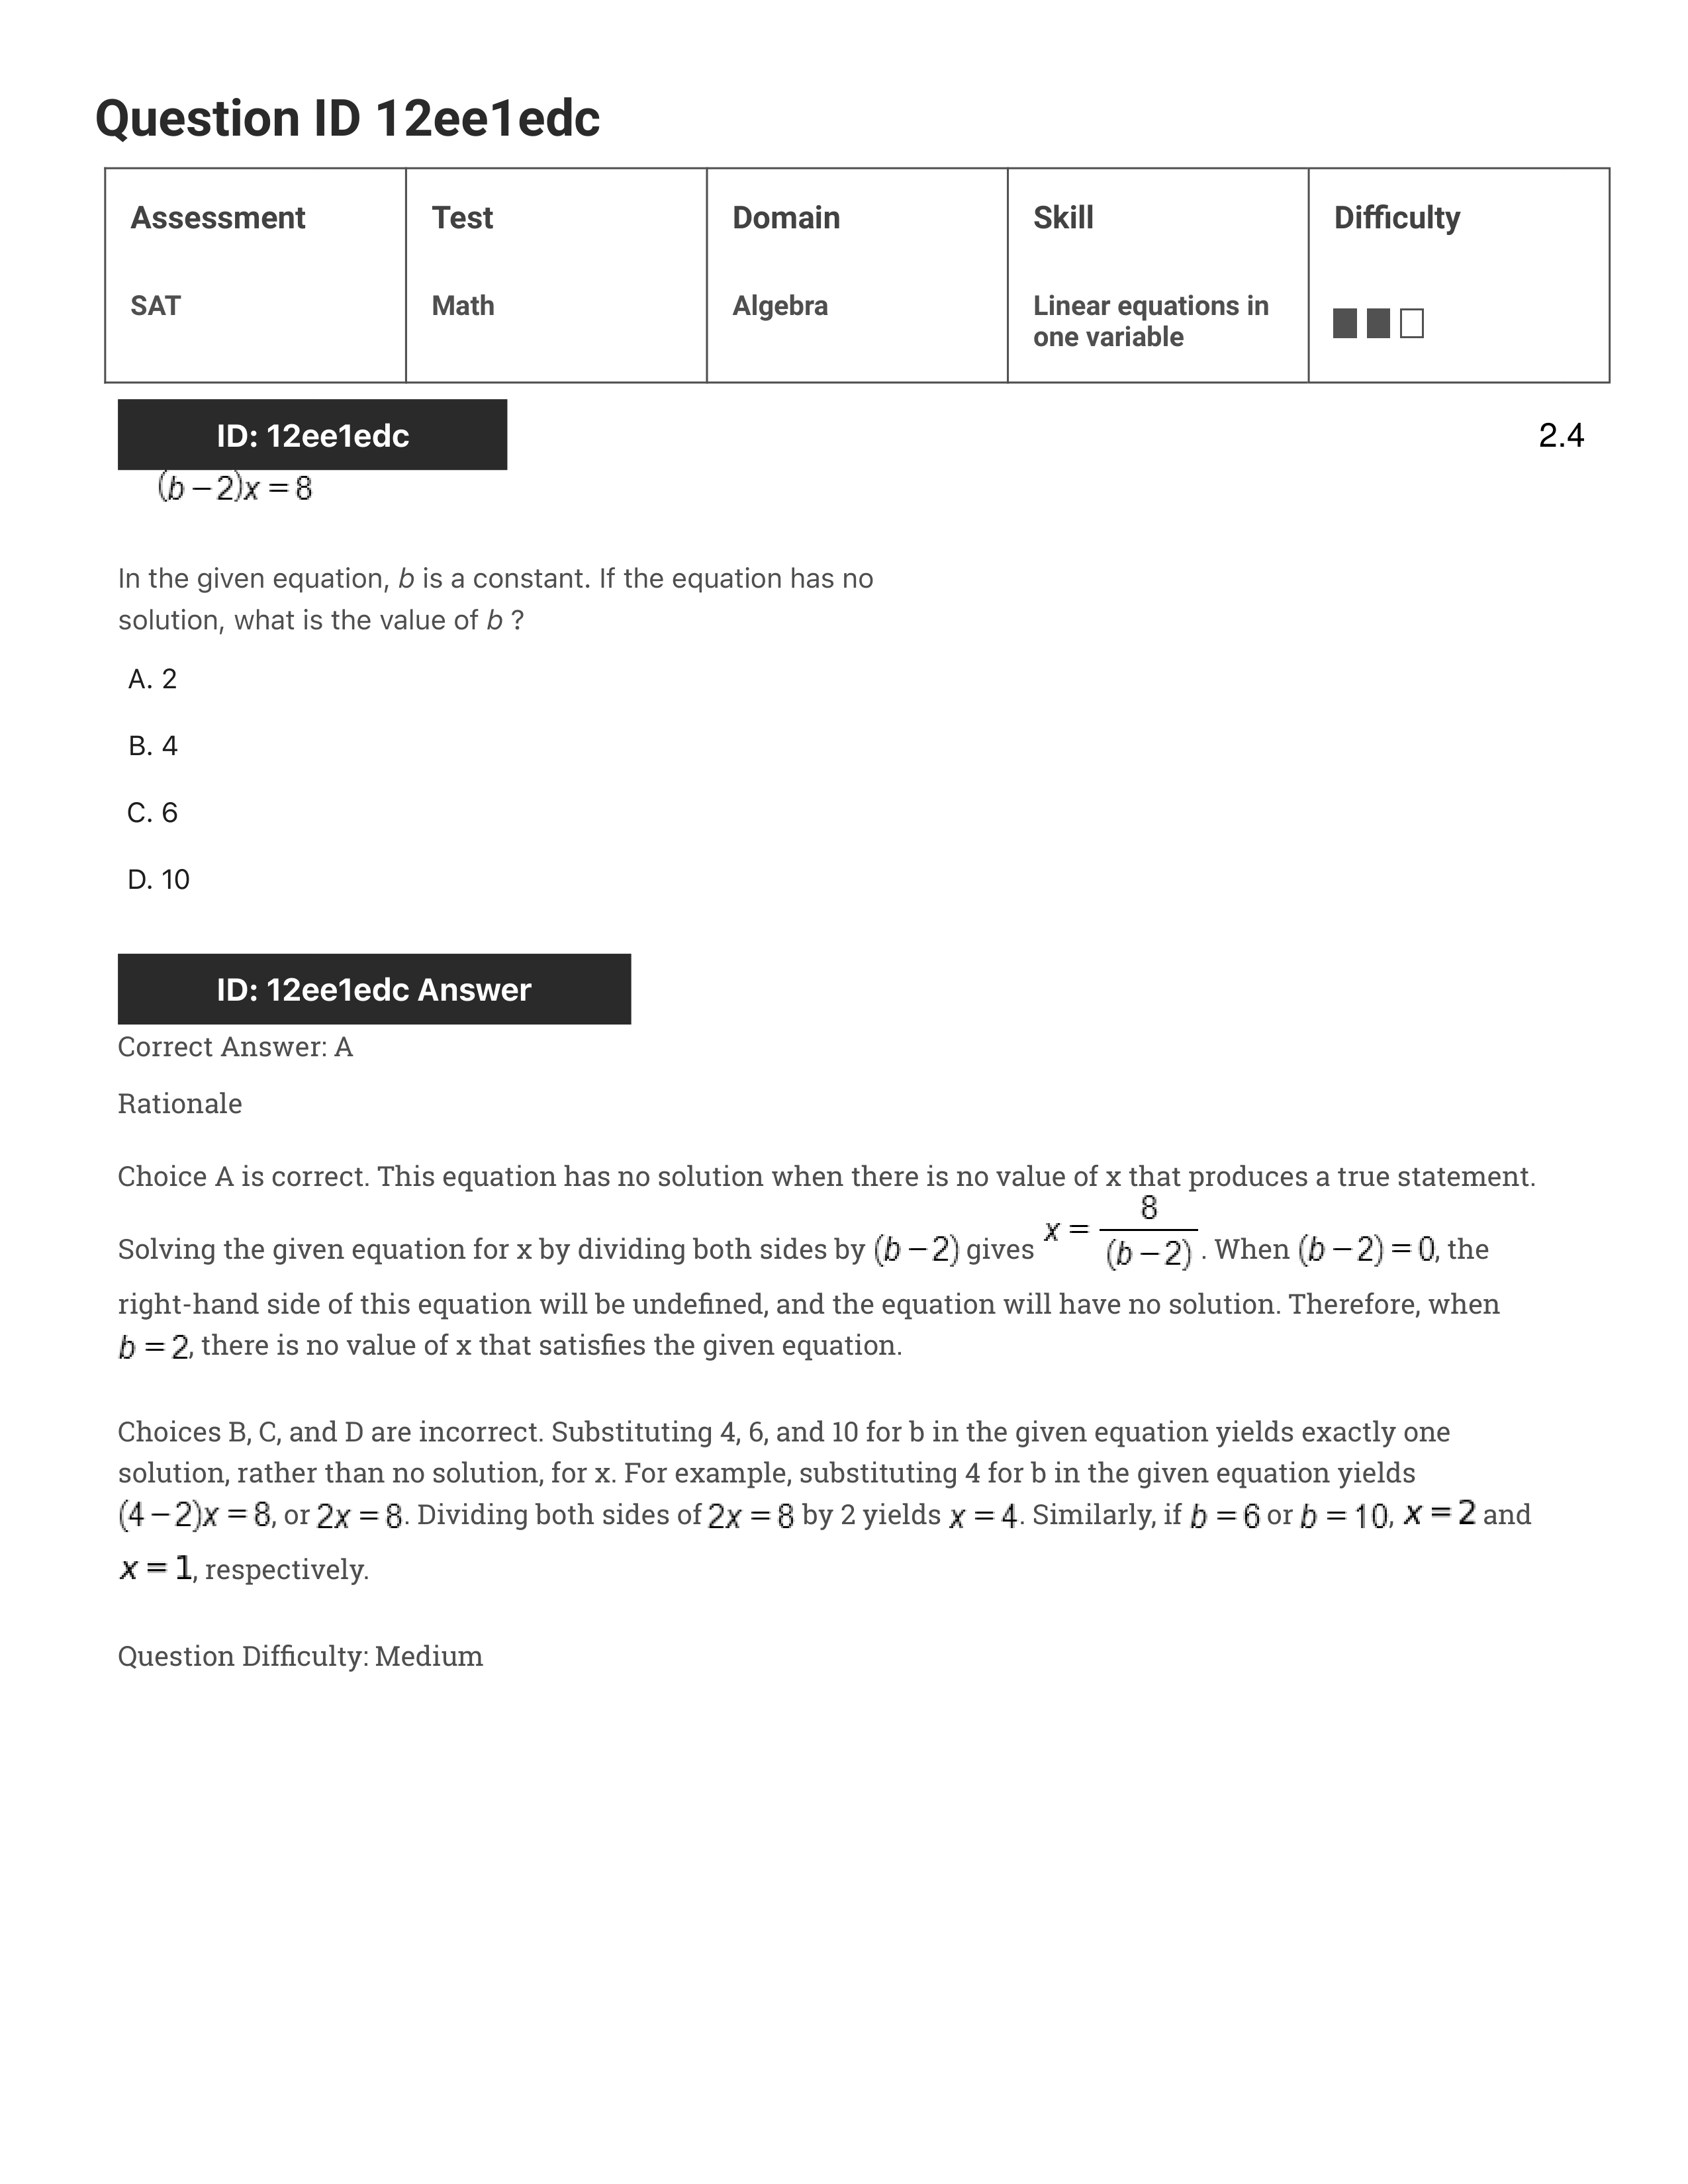 Question ID 12ee1edc
Assessment Test Domain Skill Difficulty
SAT Math Algebra Linear equations in
one variable
ID: 12ee1edc 2.4
(b − 2)x = 8
In the given equation, b is a constant. If the equation has no
solution, what is the value of b ?
A. 2
B. 4
C. 6
D. 10
ID: 12ee1edc Answer
Correct Answer: A
Rationale
Choice A is correct. This equation has no solution when there is no value of x that produces a true statement.
Solving the given equation for x by dividing both sides by (b − 2) gives x = 8/(b − 2) . When (b − 2) = 0, the
right-hand side of this equation will be undefined, and the equation will have no solution. Therefore, when
b = 2, there is no value of x that satisfies the given equation.
Choices B, C, and D are incorrect. Substituting 4, 6, and 10 for b in the given equation yields exactly one
solution, rather than no solution, for x. For example, substituting 4 for b in the given equation yields
(4 − 2)x = 8, or 2x = 8. Dividing both sides of 2x = 8 by 2 yields x = 4. Similarly, if b = 6 or b = 10, x = 2 and
x = 1, respectively.
Question Difficulty: Medium